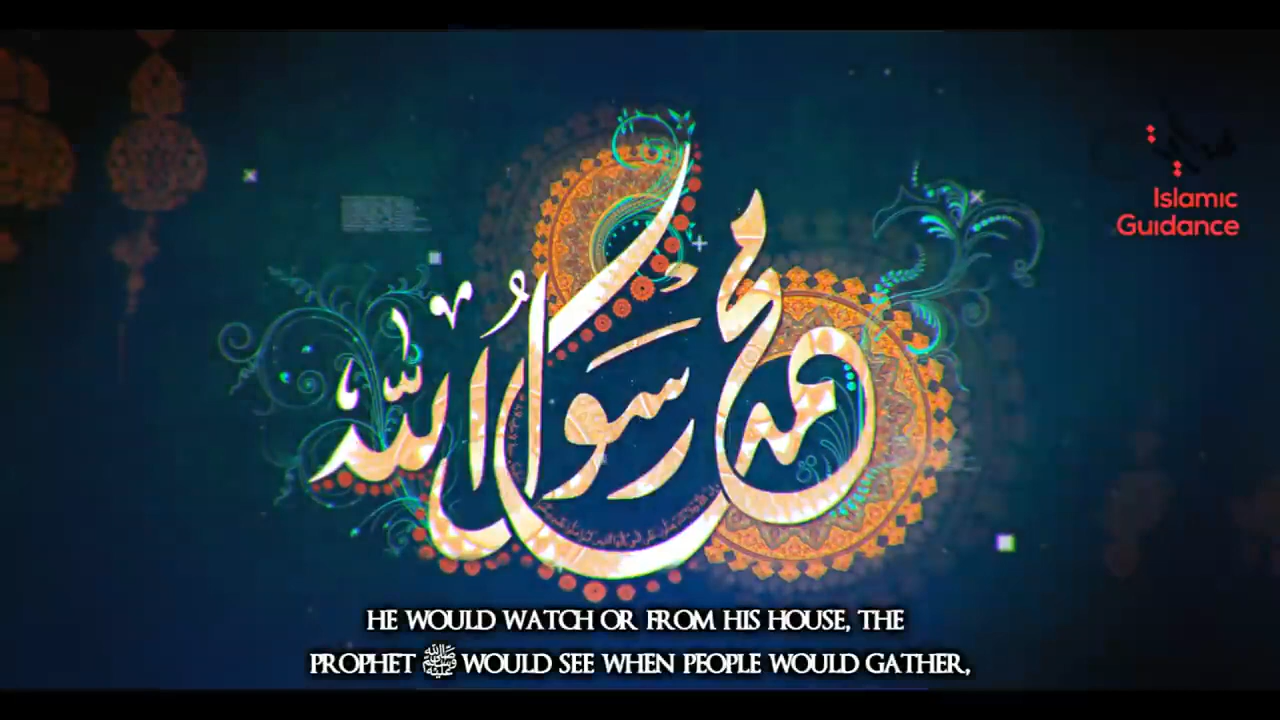 محمد رسول الله
Islamic
Guidance
HE WOULD WATCH OR FROM HIS HOUSE, THE
PROPHET ﷺ WOULD SEE WHEN PEOPLE WOULD GATHER,